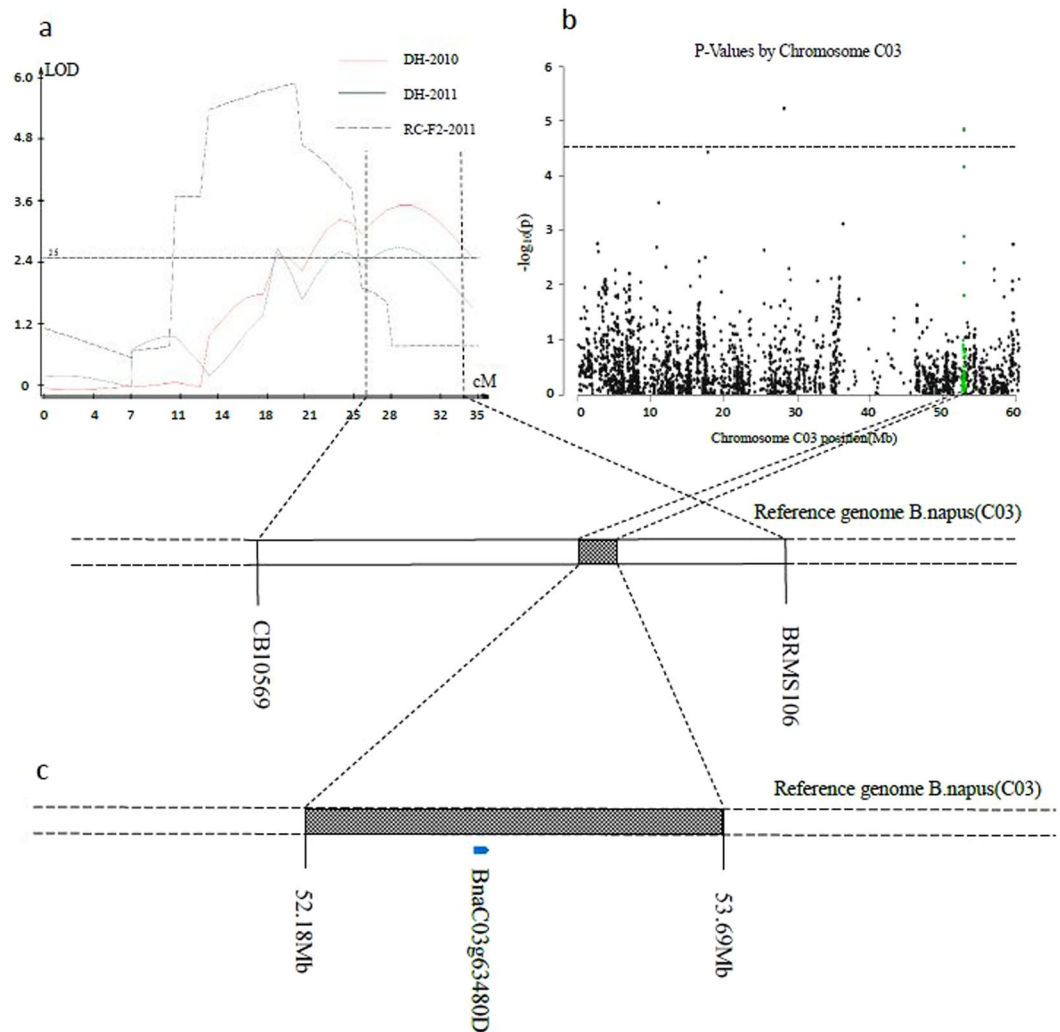 a
LOD
6.0
4.8
3.6
2.4
1.2
0
2.5
DH-2010
DH-2011
RC-F2-2011
cM
0 4 7 11 14 18 21 25 28 32 35
b
P-Values by Chromosome C03
6
5
4
3
2
1
0
-log10(p)
0 10 20 30 40 50 60
Chromosome C03 position(Mb)
Reference genome B.napus(C03)
CB10569
BRMS106
c
Reference genome B.napus(C03)
52.18Mb
BnaC03g63480D
53.69Mb